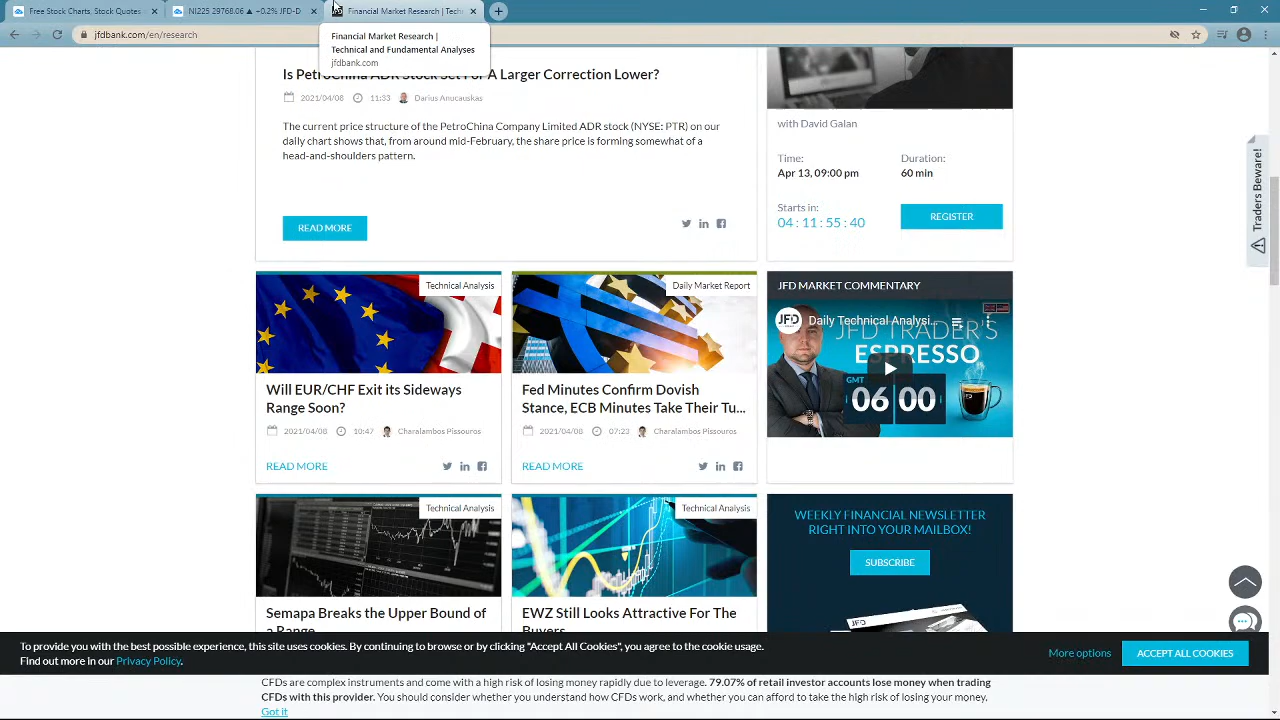 Free Stock Charts, Stock Quotes
NI225 29768.06 ▲ +0.2% JFD-D
Financial Market Research | Tech
jfdbank.com/en/research
Financial Market Research |
Technical and Fundamental Analyses
jfdbank.com
Is PetroChina ADR Stock Set For A Larger Correction Lower?
2021/04/08 11:33 Darius Anucauskas
The current price structure of the PetroChina Company Limited ADR stock (NYSE: PTR) on our
daily chart shows that, from around mid-February, the share price is forming somewhat of a
head-and-shoulders pattern.
READ MORE
with David Galan
Time:
Duration:
Apr 13, 09:00 pm
60 min
Starts in:
04 : 11 : 55 : 40
REGISTER
Traders Beware!
Technical Analysis
Will EUR/CHF Exit its Sideways
Range Soon?
2021/04/08 10:47 Charalambos Pissouros
READ MORE
Daily Market Report
Fed Minutes Confirm Dovish
Stance, ECB Minutes Take Their Tu...
2021/04/08 07:23 Charalambos Pissouros
READ MORE
JFD MARKET COMMENTARY
JFD
Daily Technical Analysi...
JFD TRADER'S
ESPRESSO
GMT
06 00
Technical Analysis
Semapa Breaks the Upper Bound of
a Range
Technical Analysis
EWZ Still Looks Attractive For The
Buyers
WEEKLY FINANCIAL NEWSLETTER
RIGHT INTO YOUR MAILBOX!
SUBSCRIBE
JFD
To provide you with the best possible experience, this site uses cookies. By continuing to browse or by clicking "Accept All Cookies", you agree to the cookie usage.
Find out more in our Privacy Policy.
More options
ACCEPT ALL COOKIES
CFDs are complex instruments and come with a high risk of losing money rapidly due to leverage. 79.07% of retail investor accounts lose money when trading
CFDs with this provider. You should consider whether you understand how CFDs work, and whether you can afford to take the high risk of losing your money.
Got it